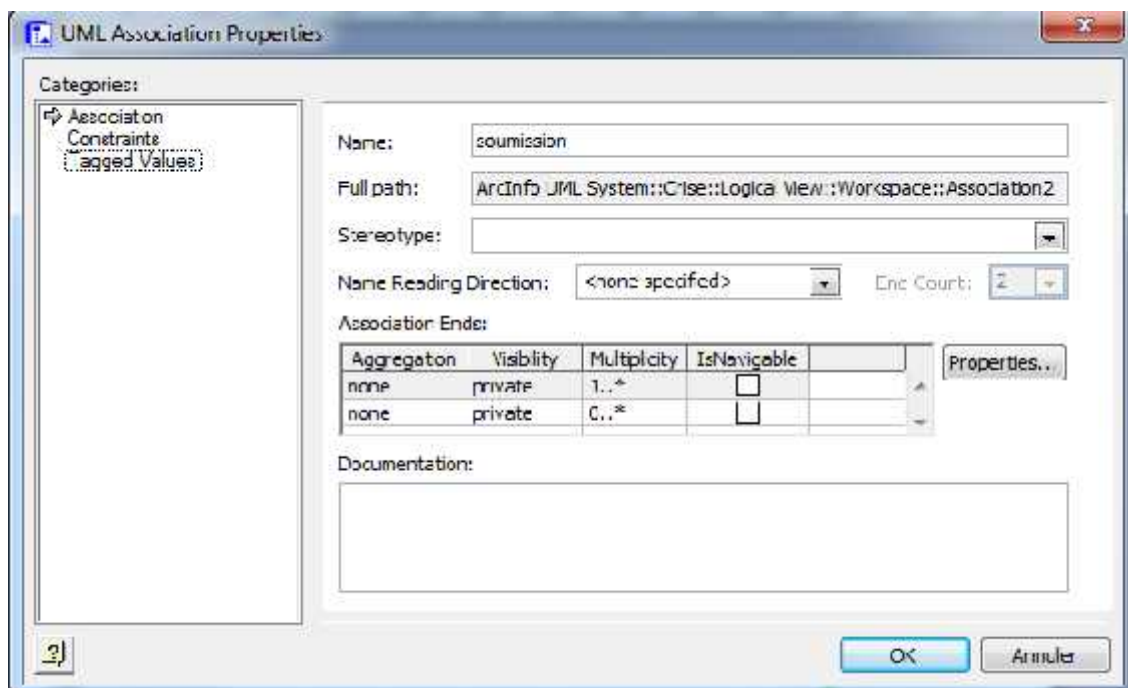 UML Association Properties
Categories:
Association
Constraints
Tagged Values
Name: soumission
Full path: ArcInfo UML System::Crise::Logical View::Workspace::Association2
Stereotype:
Name Reading Direction: <none specified> End Count: 2
Association Ends:
Aggregation Visibility Multiplicity IsNavigable
none private 1..*
none private 0..*
Properties...
Documentation:
OK Annuler